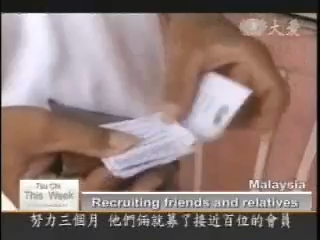 大愛
Malaysia
Tzu Chi
This Week
Recruiting friends and relatives
努力三個月 他們倆就募了接近百位的會員